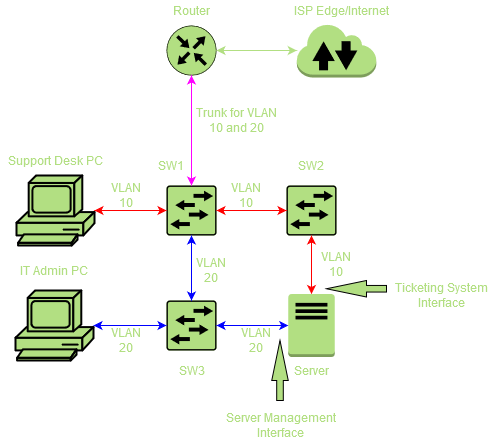 Router
ISP Edge/Internet
Trunk for VLAN
10 and 20
Support Desk PC
SW1
SW2
VLAN
10
VLAN
10
VLAN
10
VLAN
20
IT Admin PC
Ticketing System
Interface
VLAN
20
VLAN
20
SW3
Server
Server Management
Interface